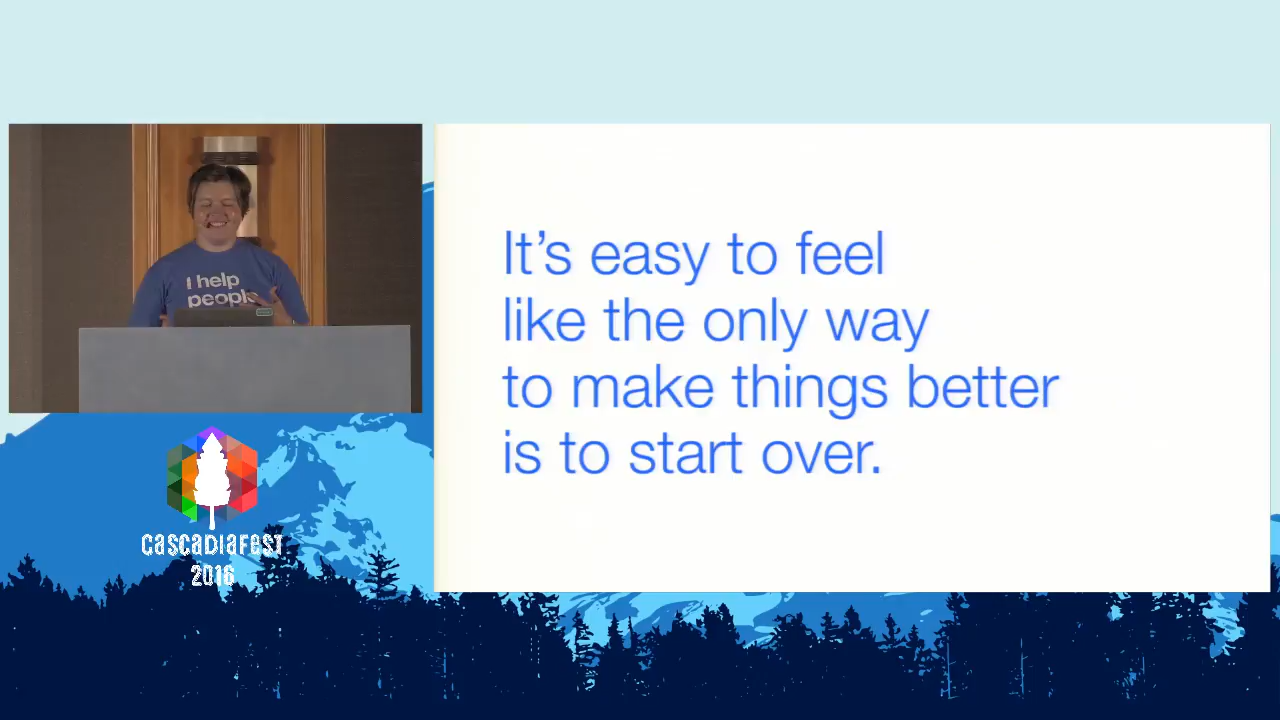 I help
people
It's easy to feel
like the only way
to make things better
is to start over.
CASCADIAFEST
2016